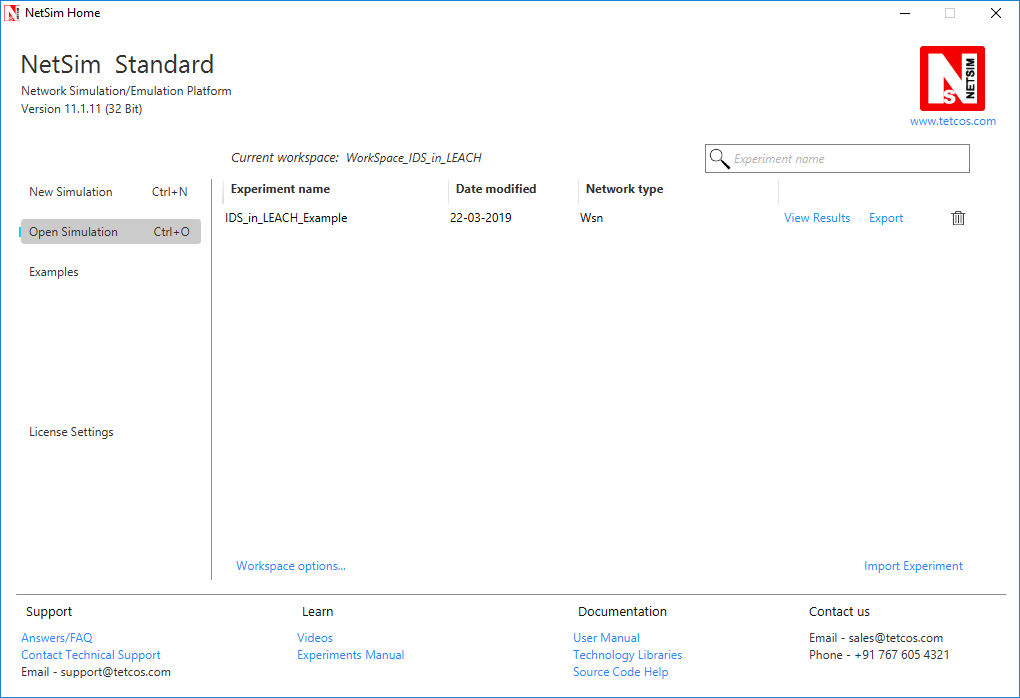 NetSim Home
NetSim Standard
Network Simulation/Emulation Platform
Version 11.1.11 (32 Bit)
NS NETSIM
www.tetcos.com
Current workspace: WorkSpace_IDS_in_LEACH
Experiment name
New Simulation Ctrl+N
Open Simulation Ctrl+O
Examples
License Settings
Experiment name Date modified Network type
IDS_in_LEACH_Example 22-03-2019 Wsn View Results Export
Workspace options... Import Experiment
Support
Answers/FAQ
Contact Technical Support
Email - support@tetcos.com
Learn
Videos
Experiments Manual
Documentation
User Manual
Technology Libraries
Source Code Help
Contact us
Email - sales@tetcos.com
Phone - +91 767 605 4321